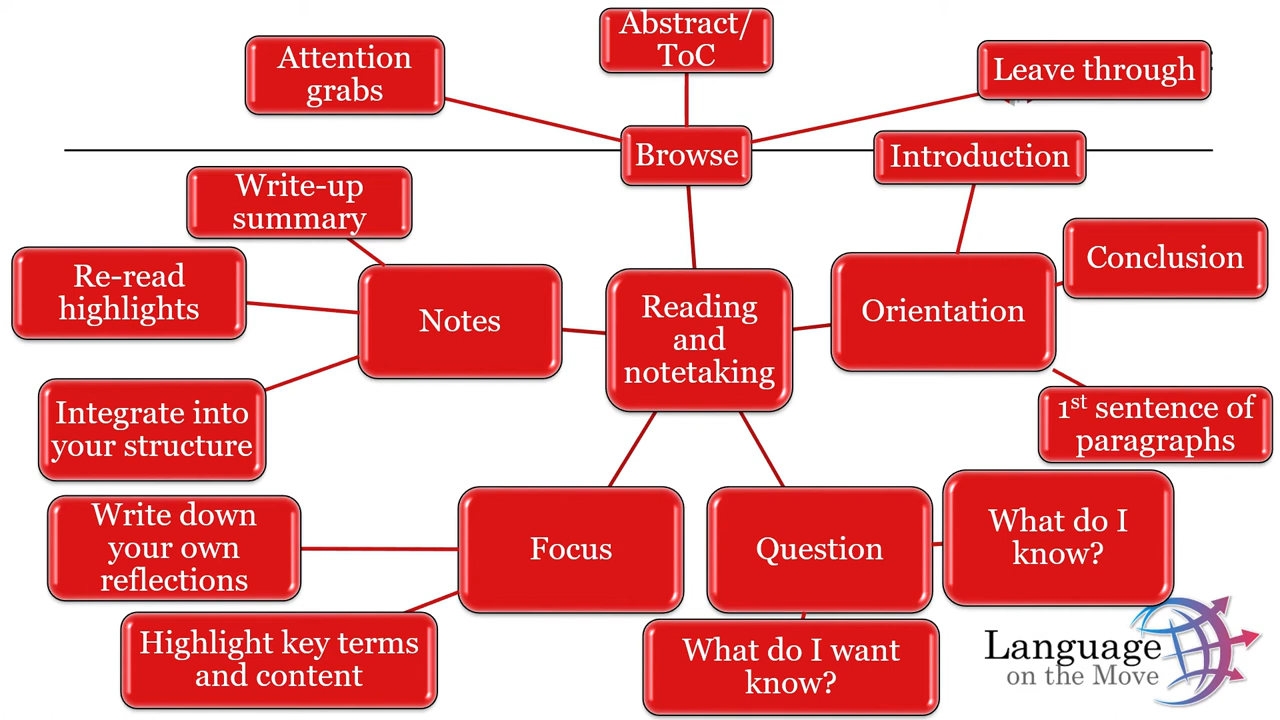 Abstract/
ToC
Attention
grabs
Leave through
Browse
Introduction
Write-up
summary
Conclusion
Re-read
highlights
Notes
Reading
and
notetaking
Orientation
Integrate into
your structure
1st sentence of
paragraphs
Write down
your own
reflections
Focus
Question
What do I
know?
Highlight key terms
and content
What do I want
know?
Language
on the Move